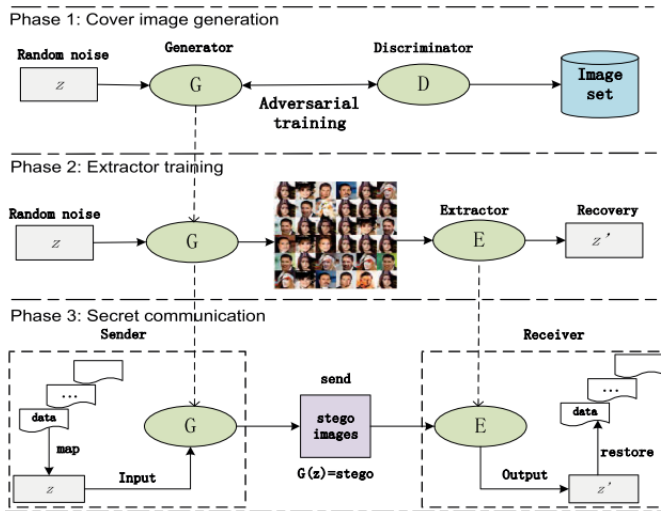 Phase 1: Cover image generation
Generator
Discriminator
Random noise
z
G
D
Image
set
Adversarial
training
Phase 2: Extractor training
Random noise
Extractor
Recovery
z
G
E
z'
Phase 3: Secret communication
Sender
Receiver
...
...
data
send
data
G
stego
images
E
map
restore
Input
G(z)=stego
Output
z
z'